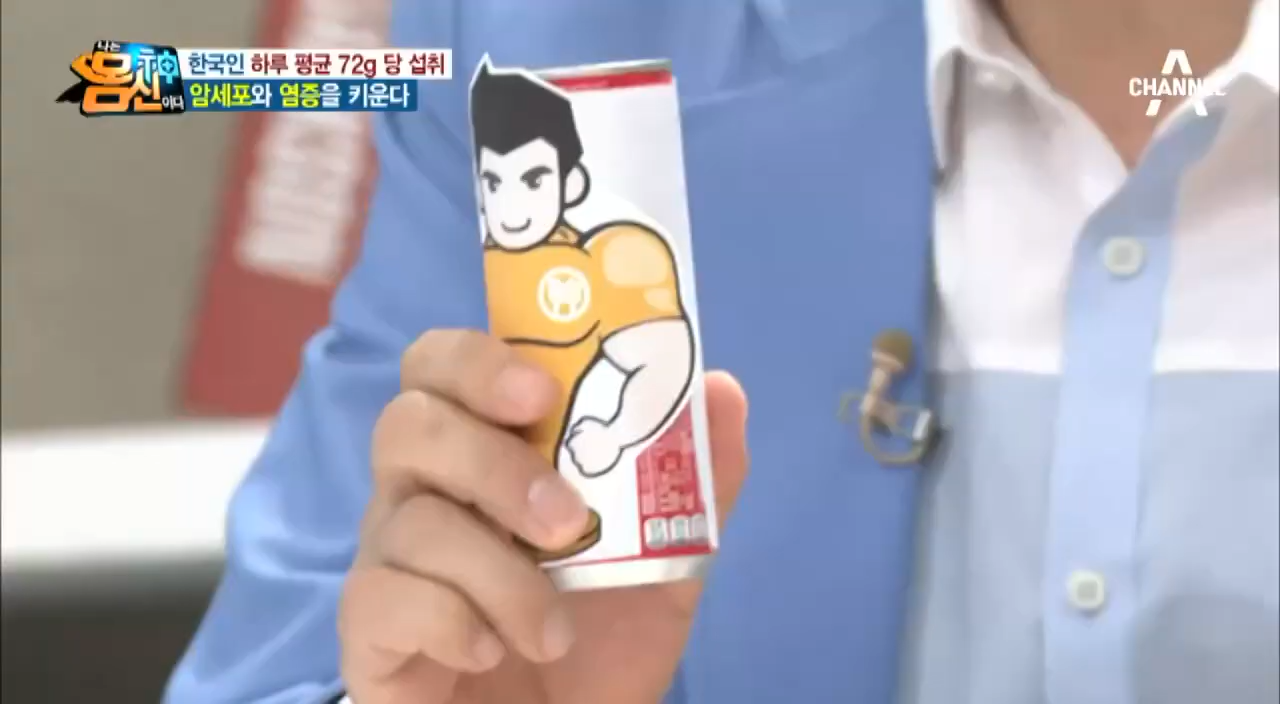 나는
몸神
신이다
한국인 하루 평균 72g 당 섭취
암세포와 염증을 키운다
CHANNEL A